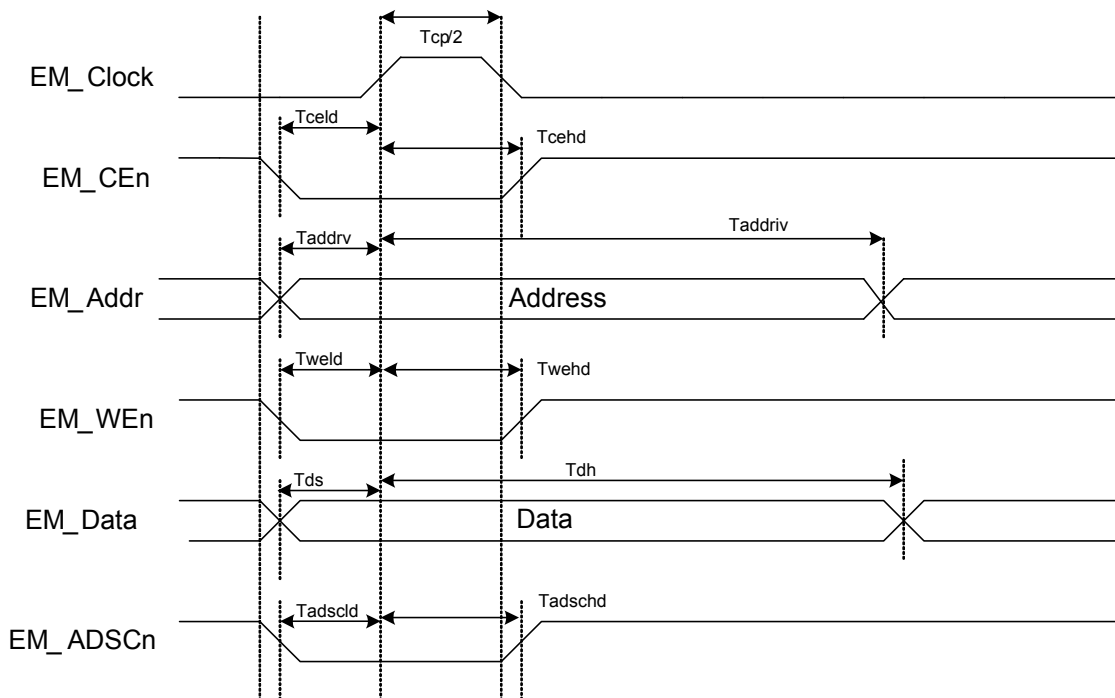 Tcp/2
EM_Clock
Tceld
Tcehd
EM_CEn
Taddrv
Taddriv
EM_Addr
Address
Tweld
Twehd
EM_WEn
Tds
Tdh
EM_Data
Data
Tadscld
Tadschd
EM_ADSCn